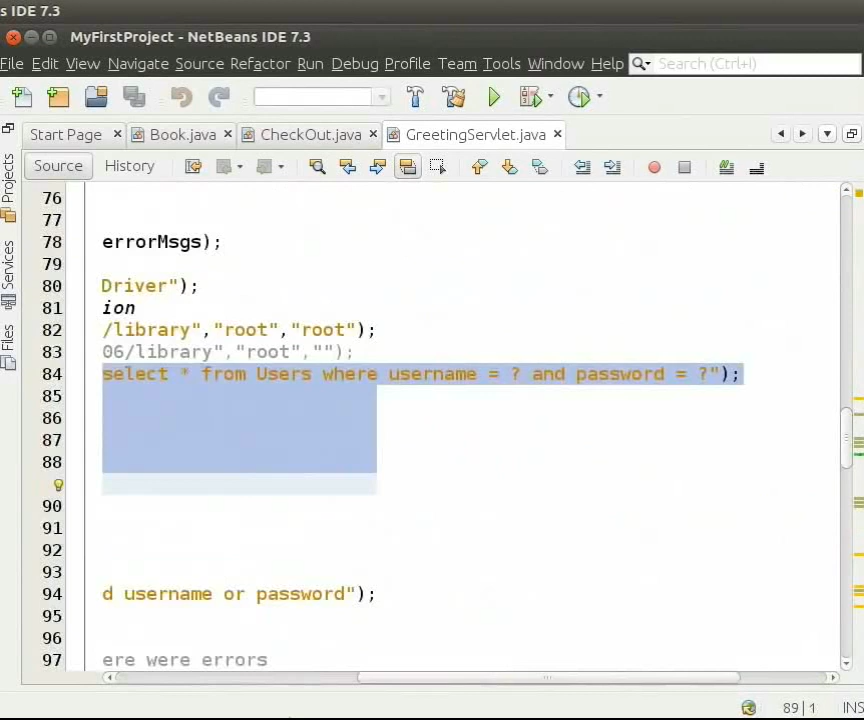 s IDE 7.3
MyFirstProject - NetBeans IDE 7.3
File Edit View Navigate Source Refactor Run Debug Profile Team Tools Window Help Search (Ctrl+I)
Start Page Book.java CheckOut.java GreetingServlet.java
Source History
Projects
Services
Files
76
77
78 errorMsgs);
79
80 Driver");
81 ion
82 /library","root","root");
83 06/library","root","");
84 select * from Users where username = ? and password = ?");
85
86
87
88
90
91
92
93
94 d username or password");
95
96
97 ere were errors
89|1 INS